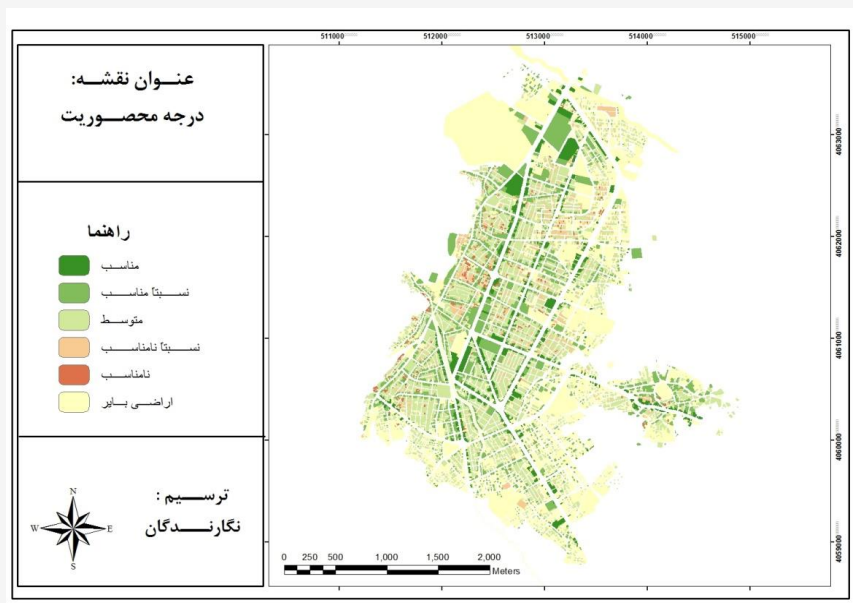 عنوان نقشه:
درجه محصوریت
راهنما
مناسب
نسبتاً مناسب
متوسط
نسبتاً نامناسب
نامناسب
اراضی بایر
ترسیم :
نگارندگان
N
W E
S
511000 512000 513000 514000 515000
4063000
4062000
4061000
4060000
4059000
0 250 500 1,000 1,500 2,000
Meters